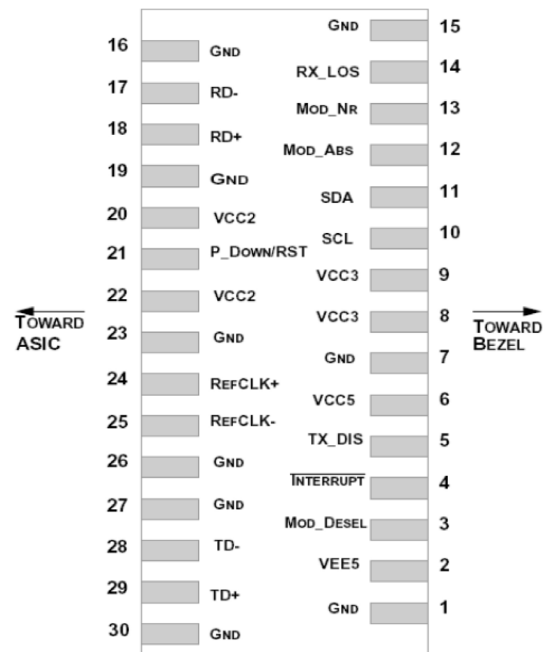 GND 15
16 GND
RX_LOS 14
17 RD-
MOD_NR 13
18 RD+
MOD_ABS 12
19 GND
SDA 11
20 VCC2
SCL 10
21 P_DOWN/RST
VCC3 9
22 VCC2
VCC3 8
TOWARD ASIC
TOWARD BEZEL
23 GND
GND 7
24 REFCLK+
VCC5 6
25 REFCLK-
TX_DIS 5
26 GND
INTERRUPT 4
27 GND
MOD_DESEL 3
28 TD-
VEE5 2
29 TD+
GND 1
30 GND